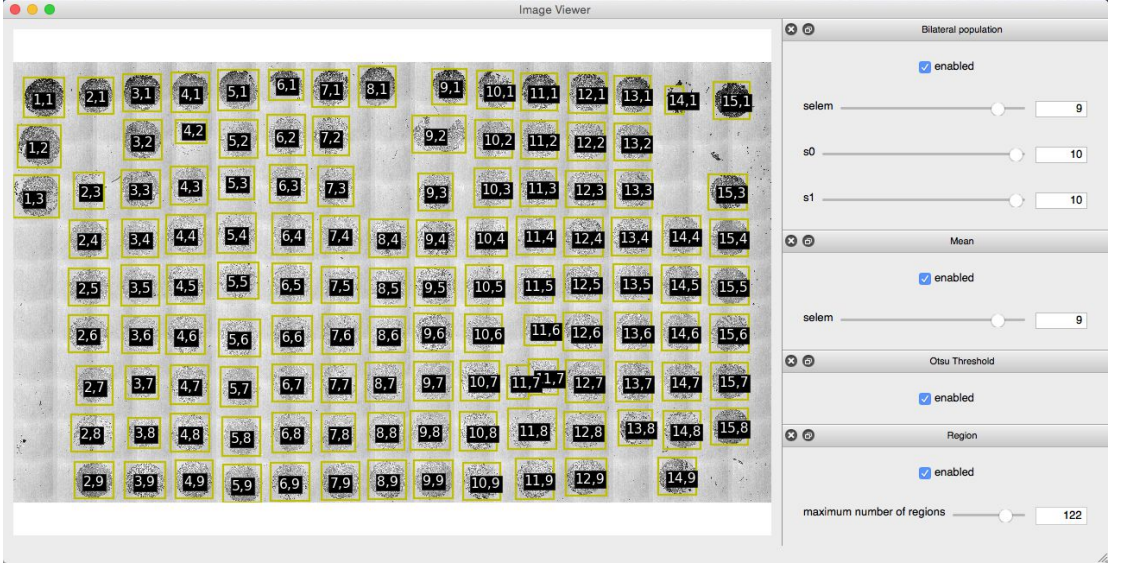 Image Viewer
1,1 2,1 3,1 4,1 5,1 6,1 7,1 8,1 9,1 10,1 11,1 12,1 13,1 14,1 15,1
1,2 3,2 4,2 5,2 6,2 7,2 9,2 10,2 11,2 12,2 13,2
1,3 2,3 3,3 4,3 5,3 6,3 7,3 9,3 10,3 11,3 12,3 13,3 15,3
2,4 3,4 4,4 5,4 6,4 7,4 8,4 9,4 10,4 11,4 12,4 13,4 14,4 15,4
2,5 3,5 4,5 5,5 6,5 7,5 8,5 9,5 10,5 11,5 12,5 13,5 14,5 15,5
2,6 3,6 4,6 5,6 6,6 7,6 8,6 9,6 10,6 11,6 12,6 13,6 14,6 15,6
2,7 3,7 4,7 5,7 6,7 7,7 8,7 9,7 10,7 11,7 11,7 12,7 13,7 14,7 15,7
2,8 3,8 4,8 5,8 6,8 7,8 8,8 9,8 10,8 11,8 12,8 13,8 14,8 15,8
2,9 3,9 4,9 5,9 6,9 7,9 8,9 9,9 10,9 11,9 12,9 14,9
Bilateral population
enabled
selem 9
s0 10
s1 10
Mean
enabled
selem 9
Otsu Threshold
enabled
Region
enabled
maximum number of regions 122